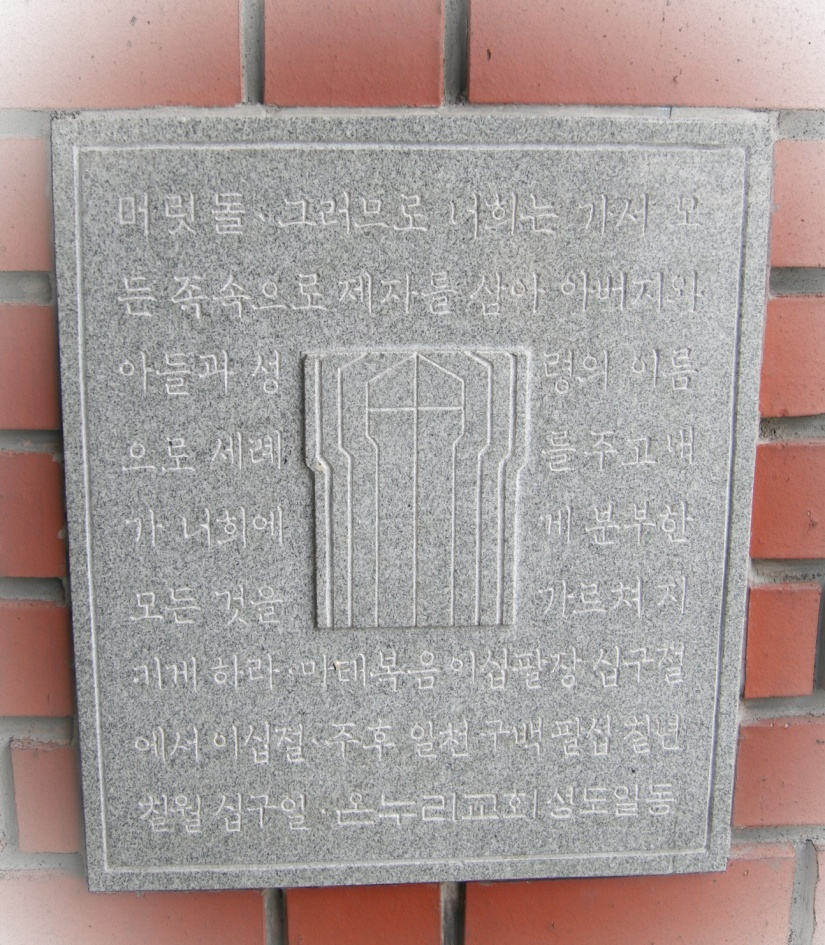 머릿돌·그러므로 너희는 가서 모
든 족속으로 제자를 삼아 아버지와
아들과 성 령의 이름
으로 세례 를주고 내
가 너희에 게 분부한
모든 것을 가르쳐 지
키게 하라·마태복음 이십팔장 십구절
에서 이십절·주후 일천 구백 팔십 칠년
칠월 십구일·온누리교회 성도일동